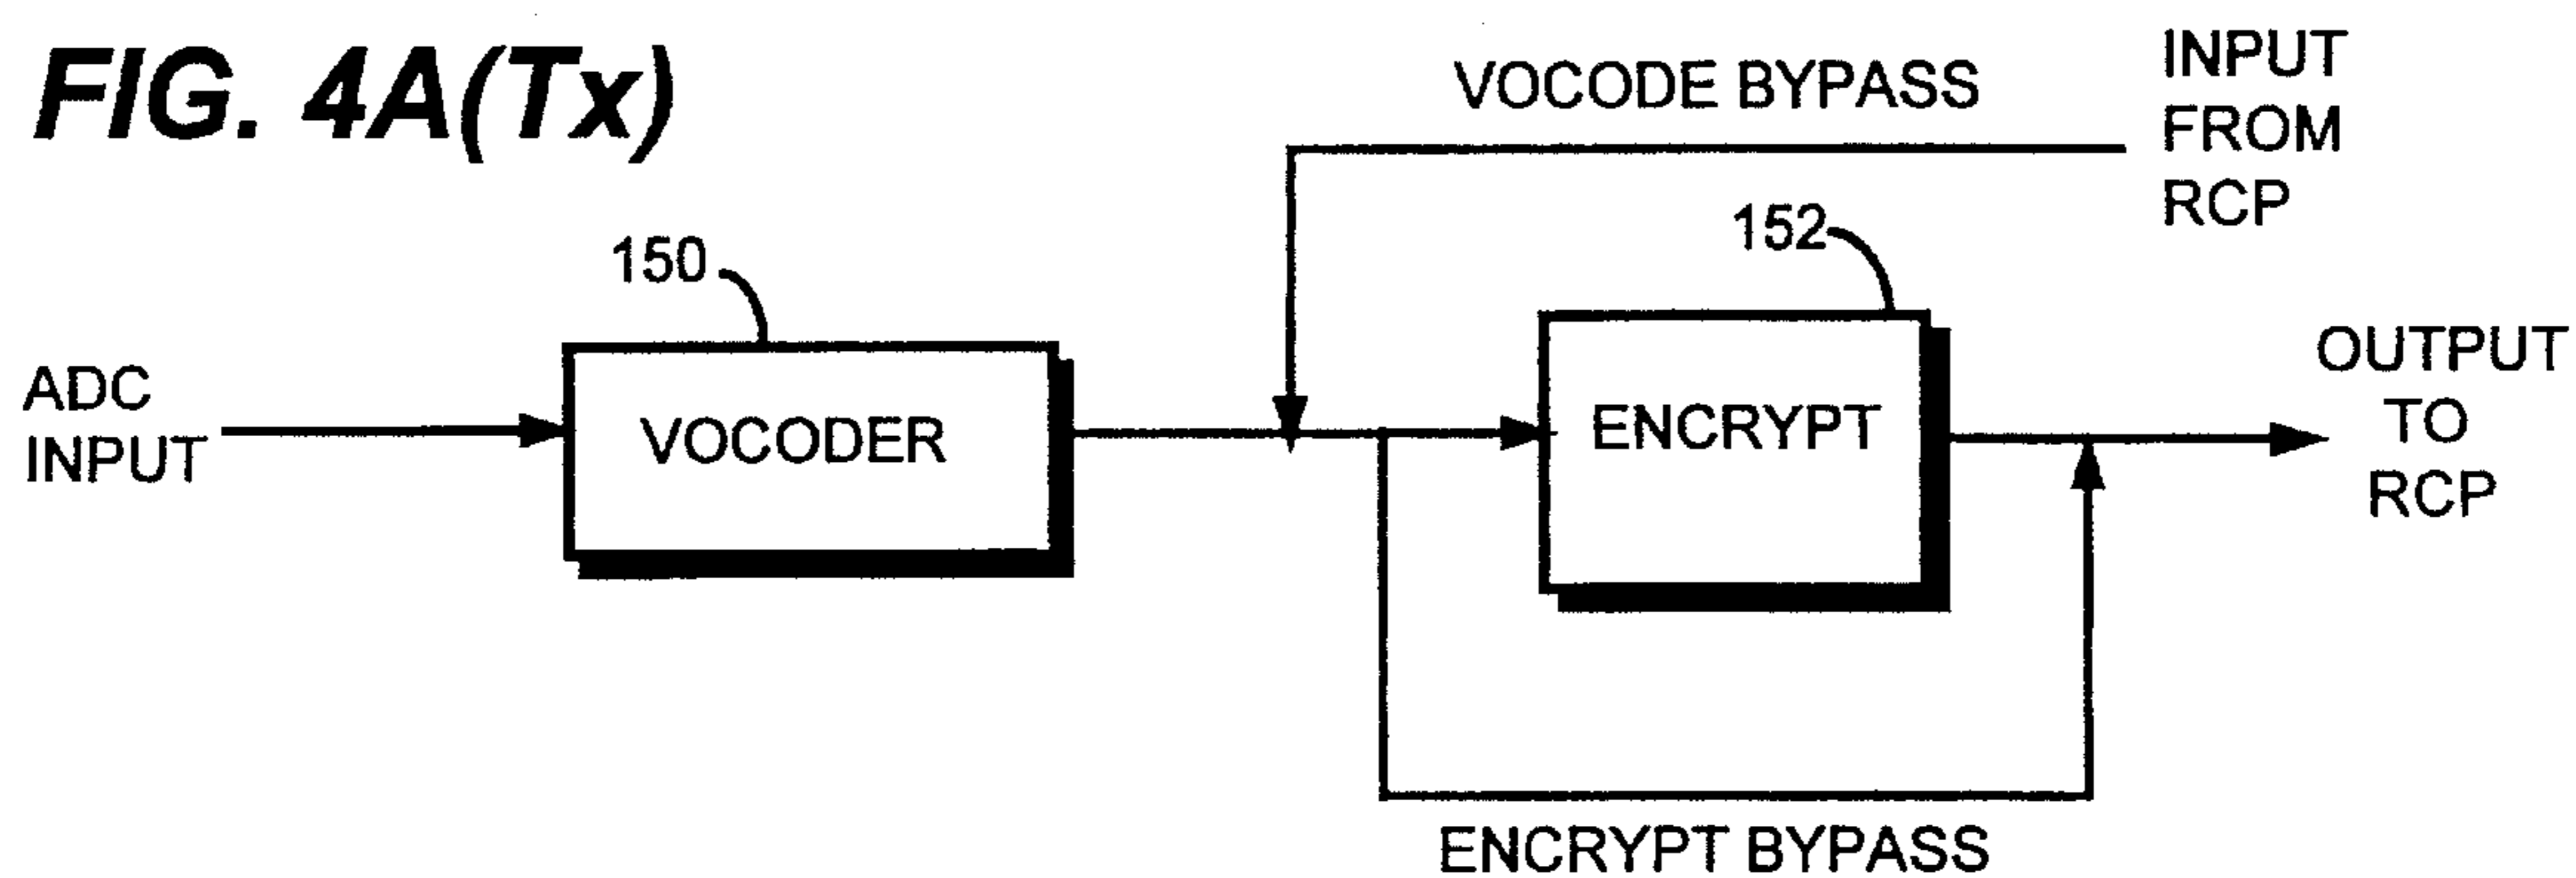 FIG. 4A(Tx)
VOCODE BYPASS
INPUT
FROM
RCP
150
152
ADC
INPUT
VOCODER
ENCRYPT
OUTPUT
TO
RCP
ENCRYPT BYPASS